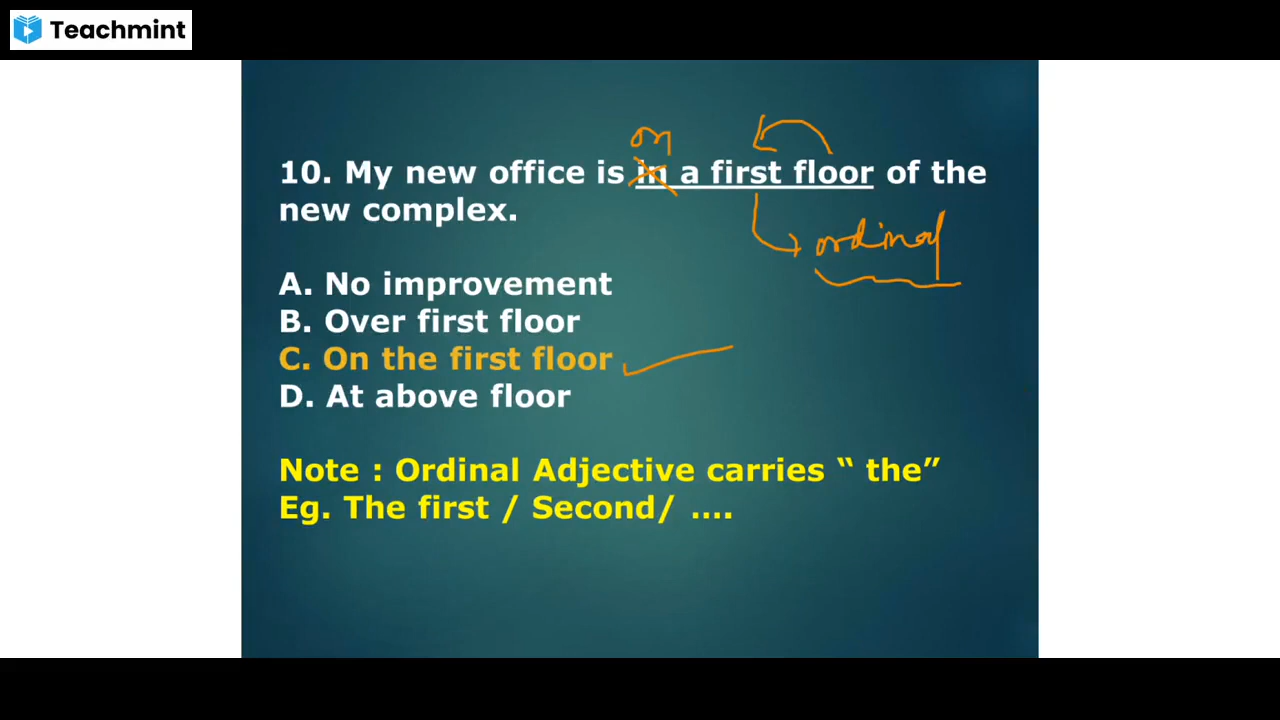 Teachmint
on
10. My new office is in a first floor of the
new complex.
ordinal
A. No improvement
B. Over first floor
C. On the first floor
D. At above floor
Note : Ordinal Adjective carries “ the”
Eg. The first / Second/ ....